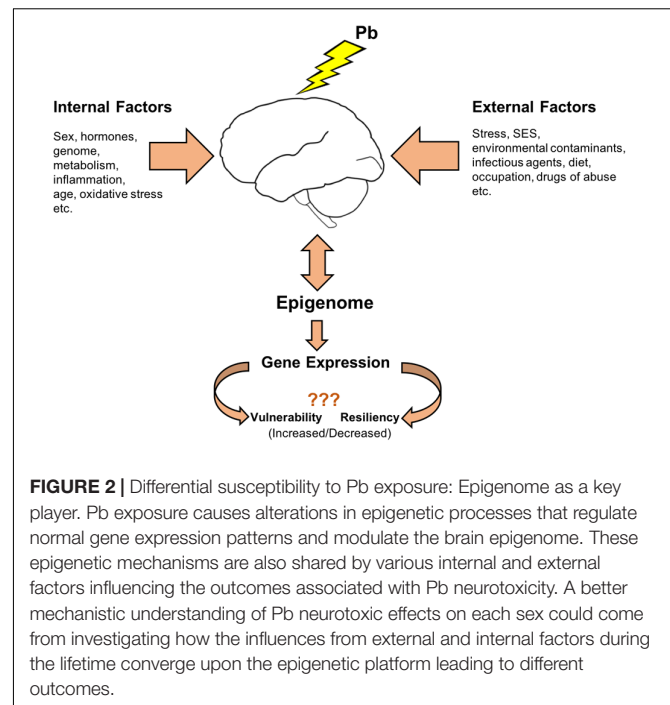 Pb
Internal Factors
Sex, hormones,
genome,
metabolism,
inflammation,
age, oxidative stress
etc.
External Factors
Stress, SES,
environmental contaminants,
infectious agents, diet,
occupation, drugs of abuse
etc.
Epigenome
Gene Expression
???
Vulnerability Resiliency
(Increased/Decreased)
FIGURE 2 | Differential susceptibility to Pb exposure: Epigenome as a key
player. Pb exposure causes alterations in epigenetic processes that regulate
normal gene expression patterns and modulate the brain epigenome. These
epigenetic mechanisms are also shared by various internal and external
factors influencing the outcomes associated with Pb neurotoxicity. A better
mechanistic understanding of Pb neurotoxic effects on each sex could come
from investigating how the influences from external and internal factors during
the lifetime converge upon the epigenetic platform leading to different
outcomes.